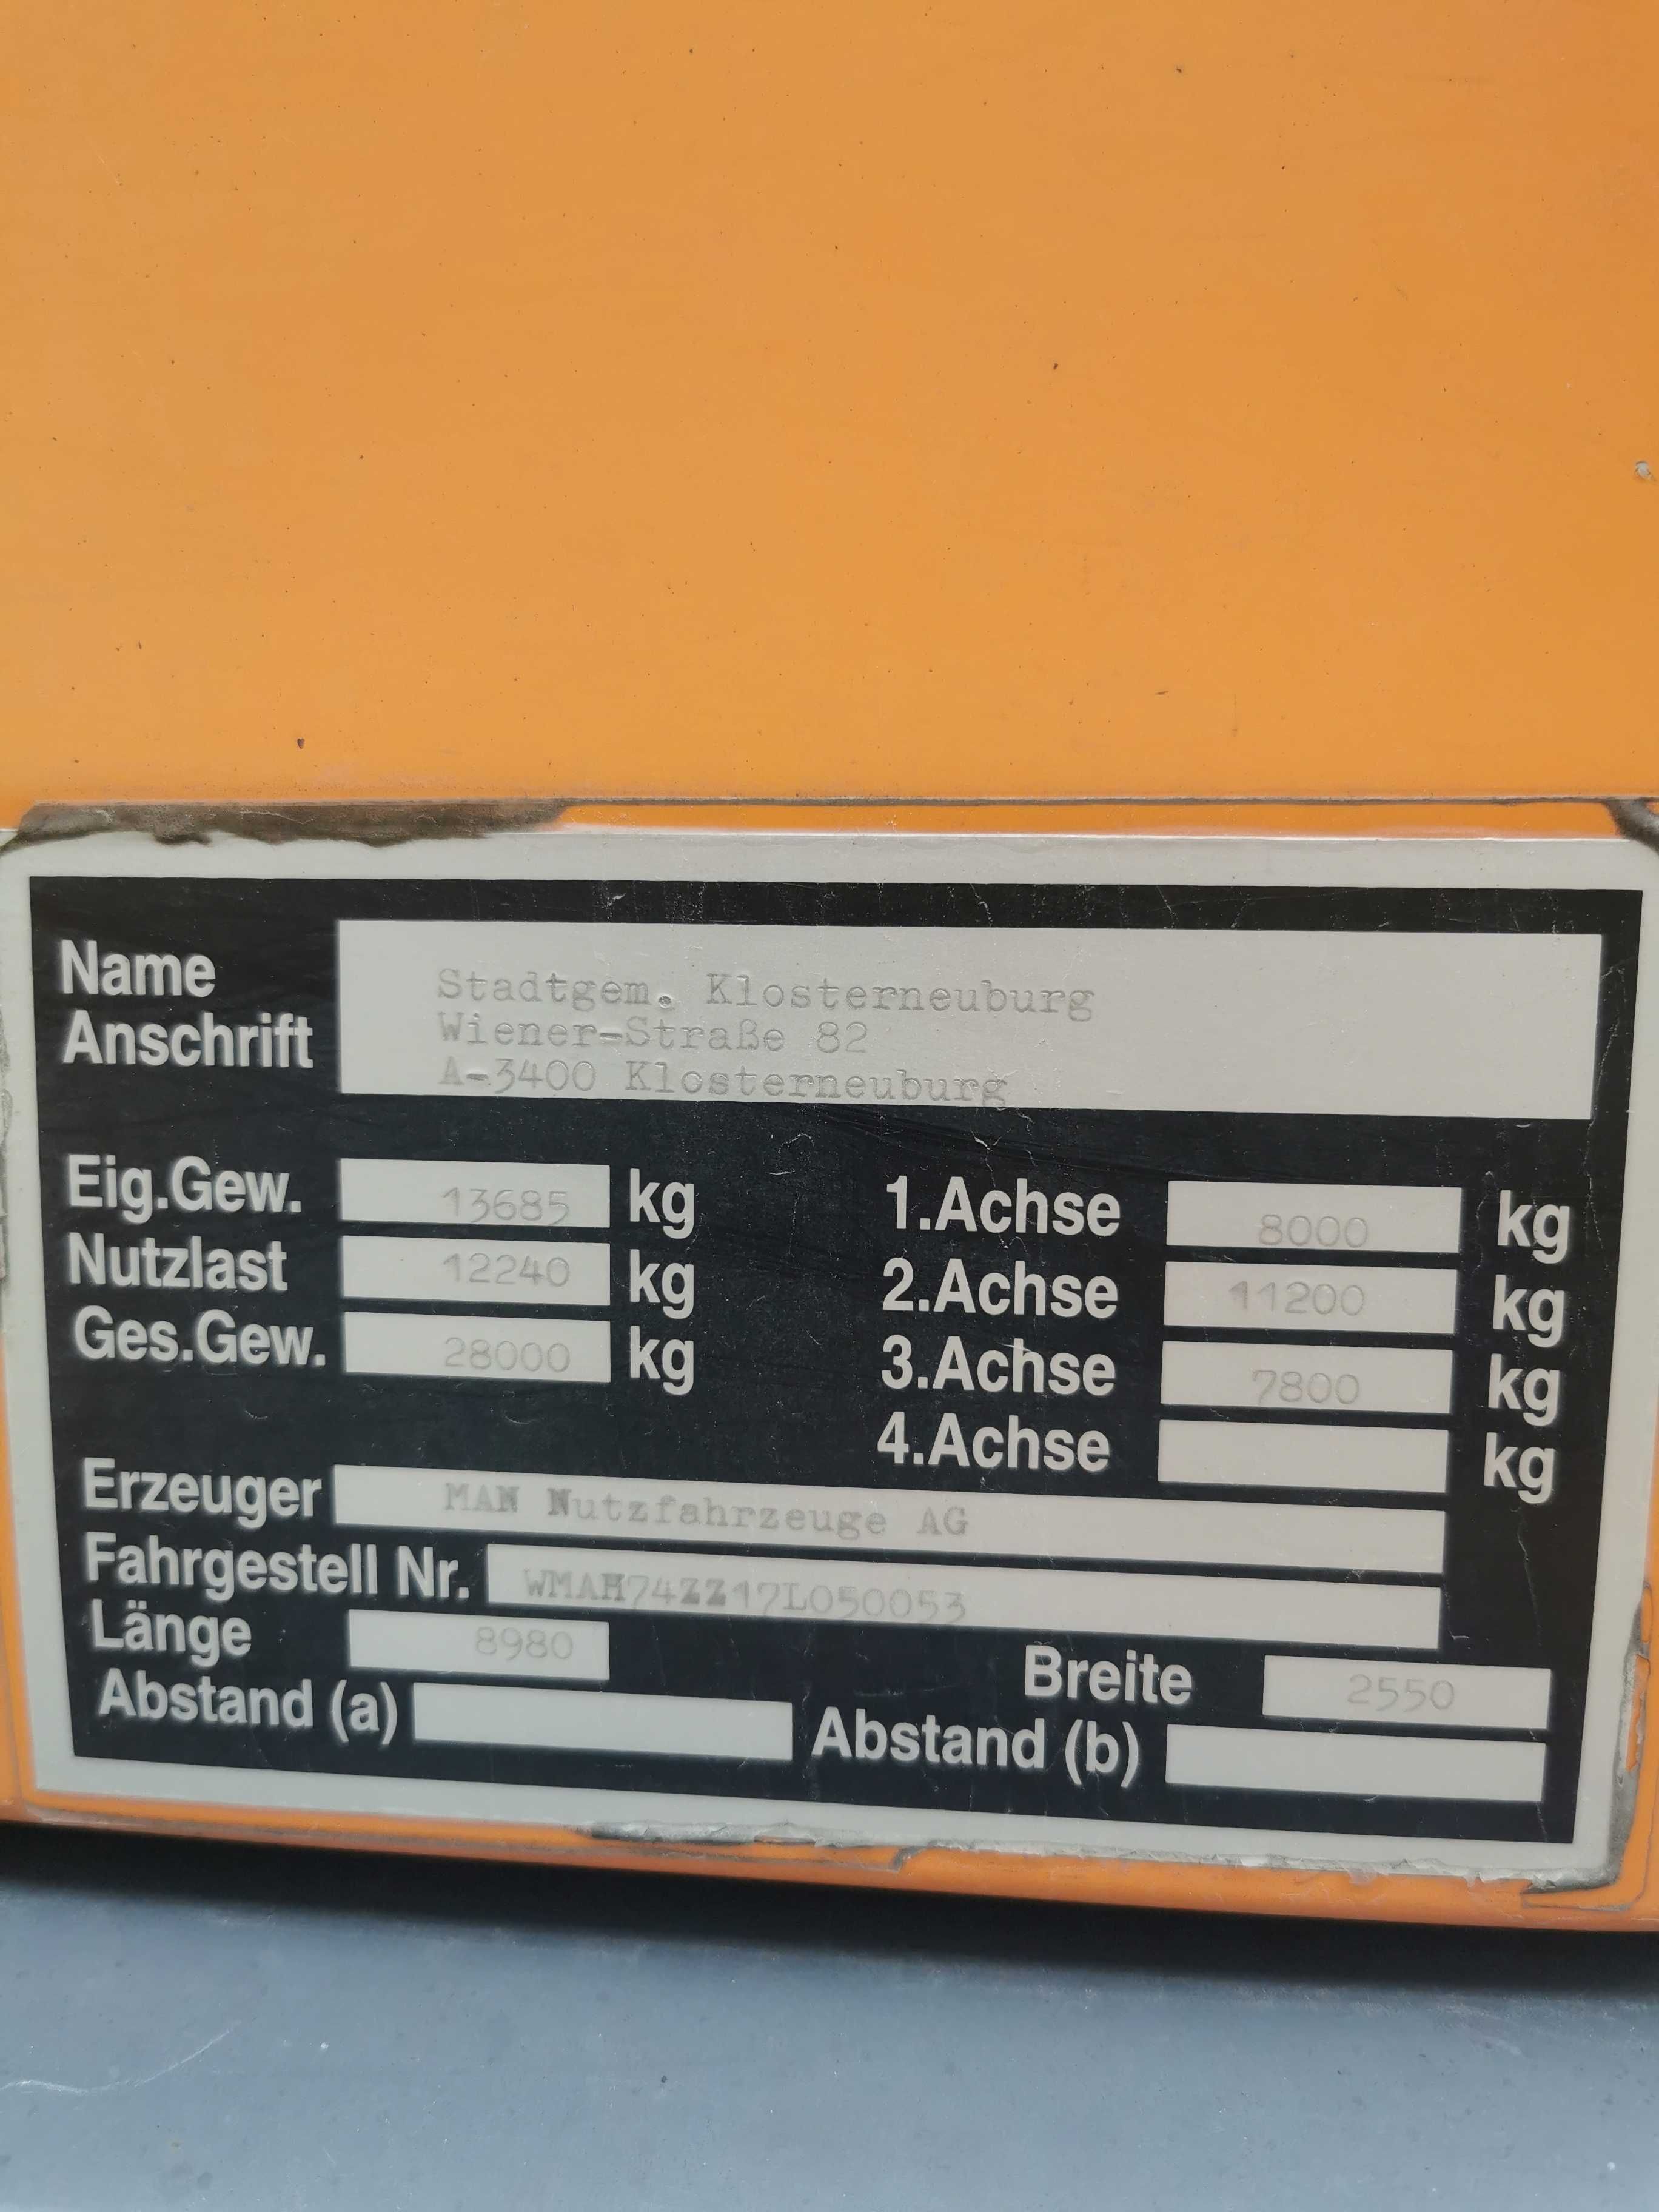 Name
Anschrift
Stadtgem. Klosterneuburg
Wiener-Straße 82
A-3400 Klosterneuburg
Eig.Gew. 13685 kg 1.Achse 8000 kg
Nutzlast 12240 kg 2.Achse 11200 kg
Ges.Gew. 28000 kg 3.Achse 7800 kg
4.Achse kg
Erzeuger MAN Nutzfahrzeuge AG
Fahrgestell Nr. WMAH74ZZ17L050053
Länge 8980 Breite 2550
Abstand (a) Abstand (b)